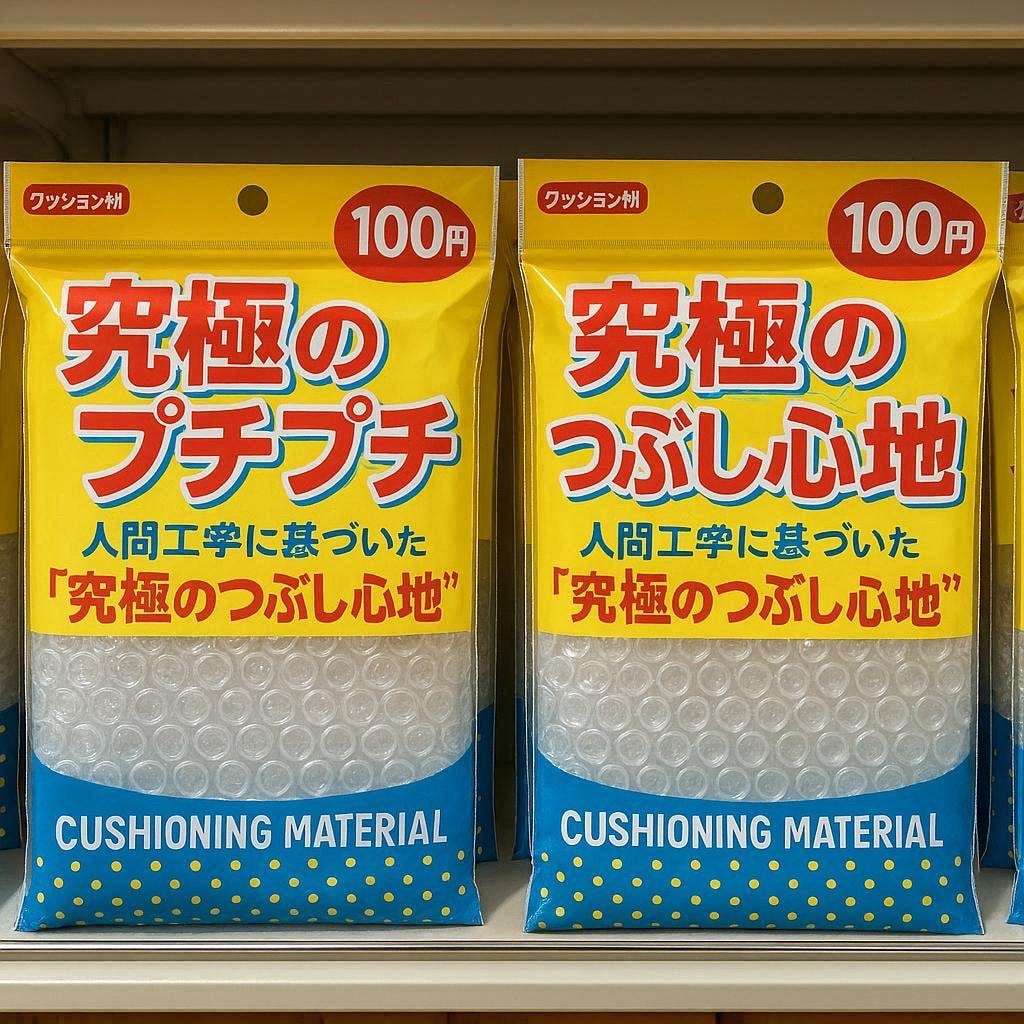 クッション材
100円
究極の
プチプチ
人間工学に基づいた
「究極のつぶし心地”
CUSHIONING MATERIAL
クッション材
100円
究極の
つぶし心地
人間工学に基づいた
「究極のつぶし心地”
CUSHIONING MATERIAL